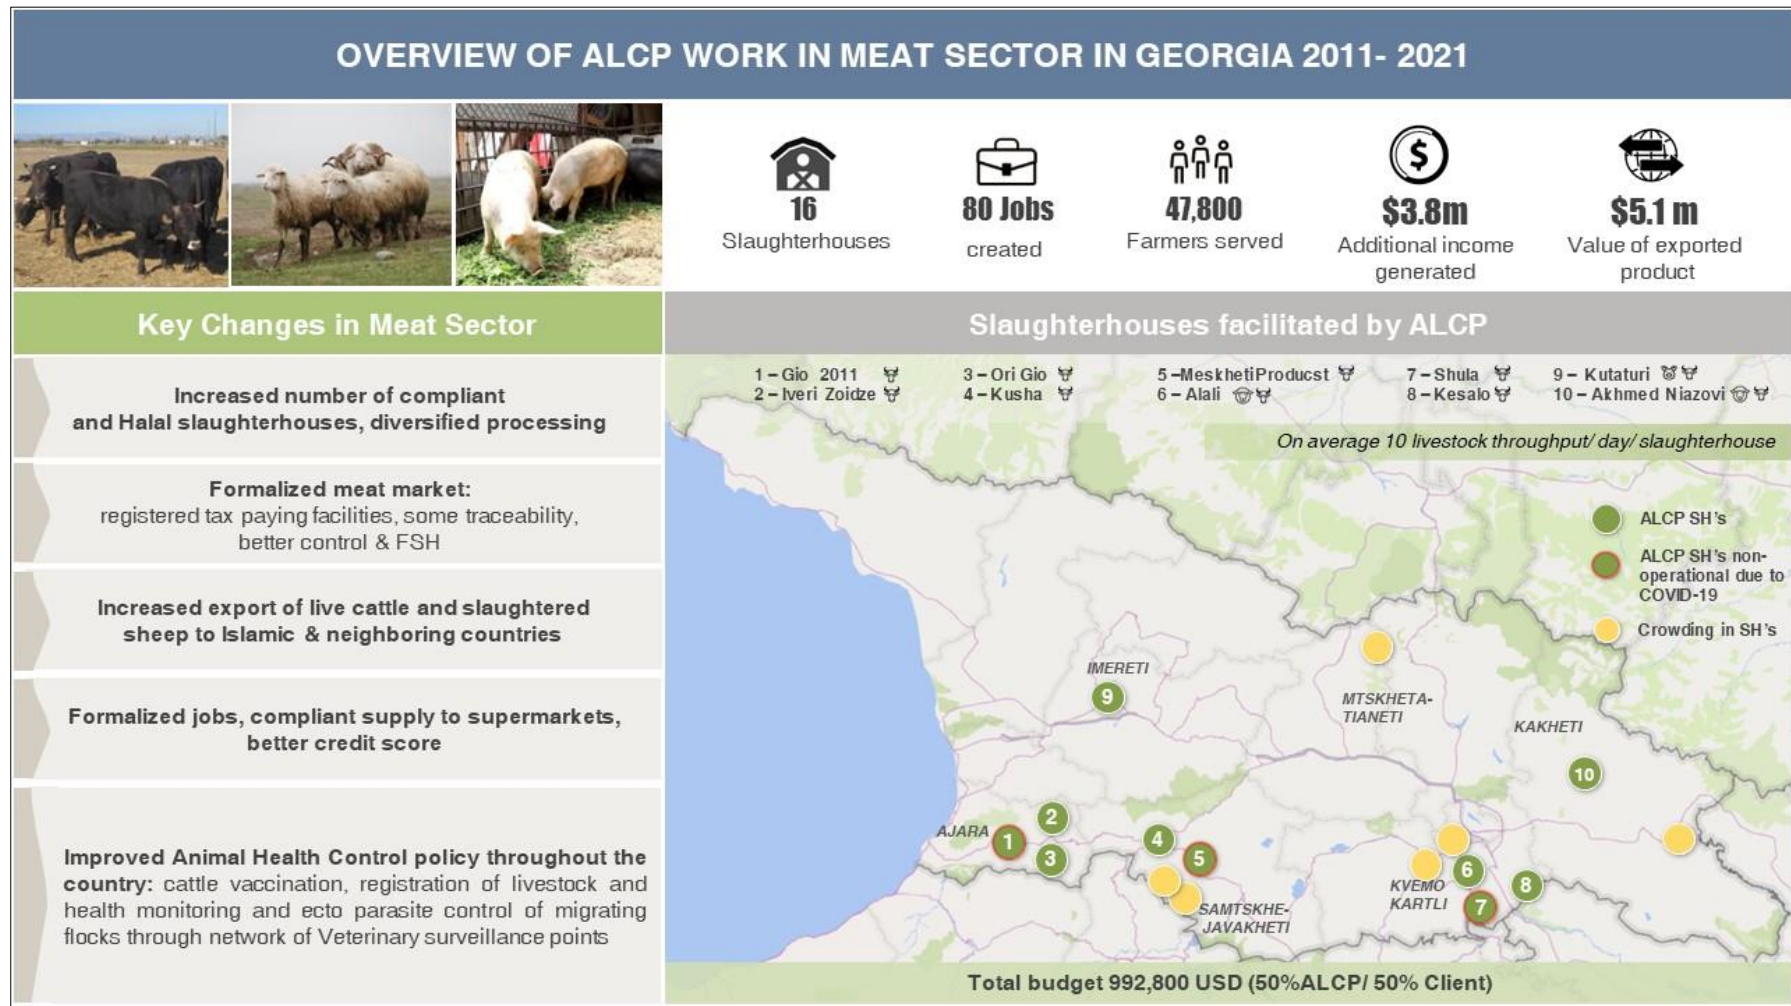 OVERVIEW OF ALCP WORK IN MEAT SECTOR IN GEORGIA 2011- 2021
16
Slaughterhouses
80 Jobs
created
47,800
Farmers served
$3.8m
Additional income
generated
$5.1 m
Value of exported
product
Key Changes in Meat Sector
Increased number of compliant
and Halal slaughterhouses, diversified processing
Formalized meat market:
registered tax paying facilities, some traceability,
better control & FSH
Increased export of live cattle and slaughtered
sheep to Islamic & neighboring countries
Formalized jobs, compliant supply to supermarkets,
better credit score
Improved Animal Health Control policy throughout the
country: cattle vaccination, registration of livestock and
health monitoring and ecto parasite control of migrating
flocks through network of Veterinary surveillance points
Slaughterhouses facilitated by ALCP
1 – Gio 2011
2 – Iveri Zoidze
3 – Ori Gio
4 – Kusha
5 –MeskhetiProducst
6 – Alali
7 – Shula
8 – Kesalo
9 – Kutaturi
10 – Akhmed Niazovi
On average 10 livestock throughput/ day/ slaughterhouse
ALCP SH's
ALCP SH's non-
operational due to
COVID-19
Crowding in SH's
IMERETI
9
MTSKHETA-
TIANETI
KAKHETI
10
AJARA
1
2
3
4
5
SAMTSKHE-
JAVAKHETI
KVEMO
KARTLI
6
7
8
Total budget 992,800 USD (50%ALCP/ 50% Client)